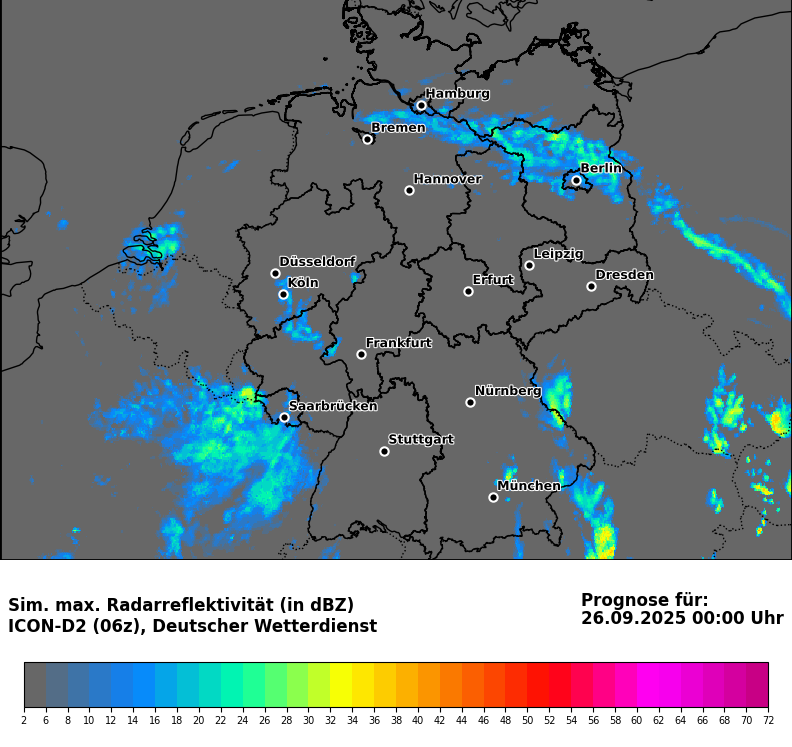 Hamburg
Bremen
Berlin
Hannover
Düsseldorf
Leipzig
Köln
Erfurt
Dresden
Frankfurt
Nürnberg
Saarbrücken
Stuttgart
München
Sim. max. Radarreflektivität (in dBZ)
ICON-D2 (06z), Deutscher Wetterdienst
Prognose für:
26.09.2025 00:00 Uhr
2 6 8 10 12 14 16 18 20 22 24 26 28 30 32 34 36 38 40 42 44 46 48 50 52 54 56 58 60 62 64 66 68 70 72